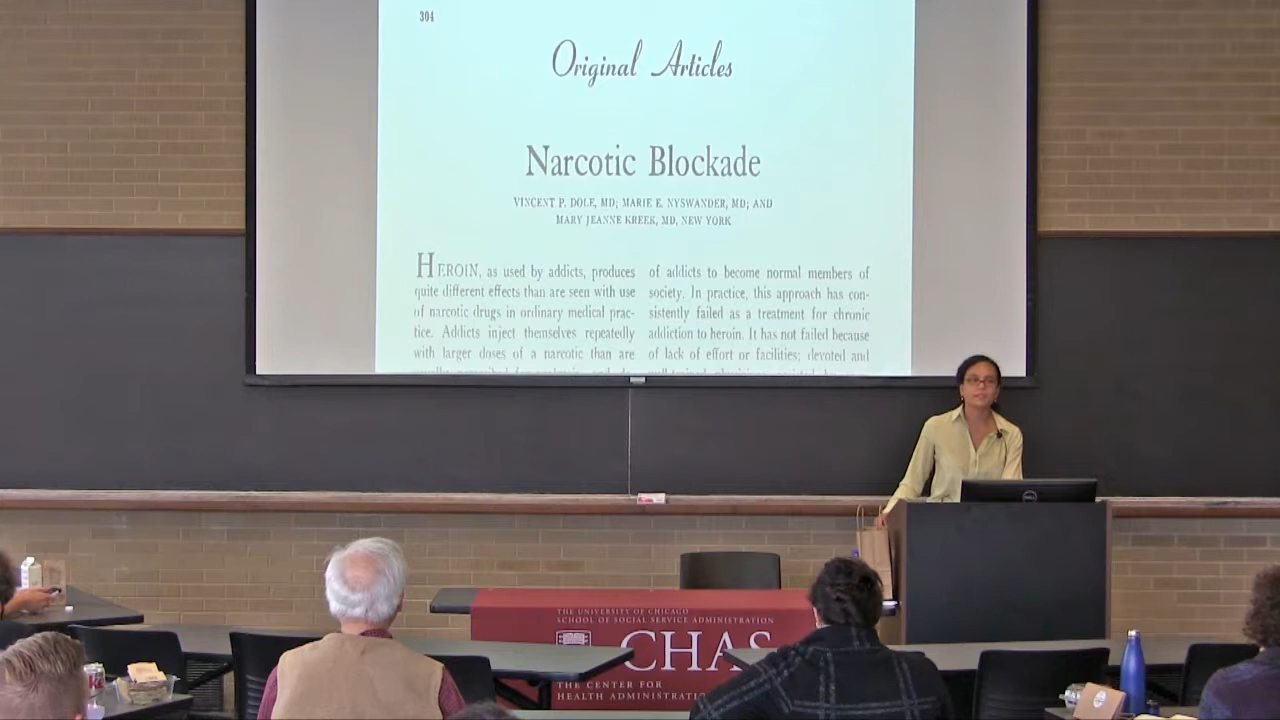 304
Original Articles
Narcotic Blockade
VINCENT P. DOLE, MD; MARIE E. NYSWANDER, MD; AND
MARY JEANNE KREEK, MD, NEW YORK
HEROIN, as used by addicts, produces
quite different effects than are seen with use
of narcotic drugs in ordinary medical prac-
tice. Addicts inject themselves repeatedly
with larger doses of a narcotic than are
of addicts to become normal members of
society. In practice, this approach has con-
sistently failed as a treatment for chronic
addiction to heroin. It has not failed because
of lack of effort or facilities; devoted and
DELL
THE UNIVERSITY OF CHICAGO
SCHOOL OF SOCIAL SERVICE ADMINISTRATION
CHAS
THE CENTER FOR
HEALTH